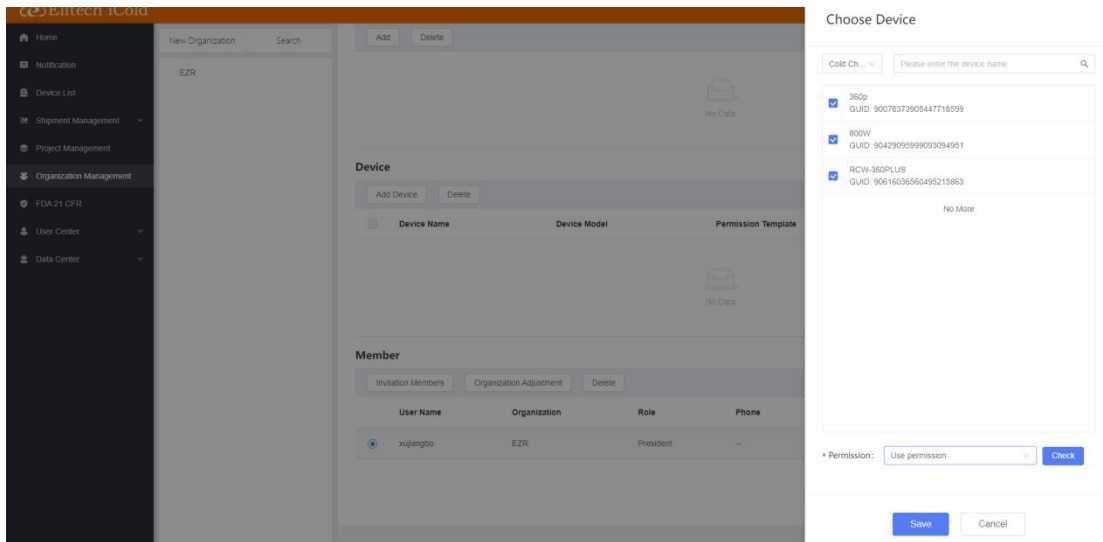 Elitech iCold
Home
Notification
Device List
Shipment Management
Project Management
Organization Management
FDA 21 CFR
User Center
Data Center
New Organization Search
EZR
Add Delete
No Data
Device
Add Device Delete
Device Name Device Model Permission Template
No Data
Member
Invitation Members Organization Adjustment Delete
User Name Organization Role Phone
xujiangbo EZR President --
Choose Device
Cold Ch... Please enter the device name
360p
GUID: 90078373905447718599
800W
GUID: 90429095999093094951
RCW-360PLUS
GUID: 90616036560495215863
No More
* Permission: Use permission Check
Save Cancel